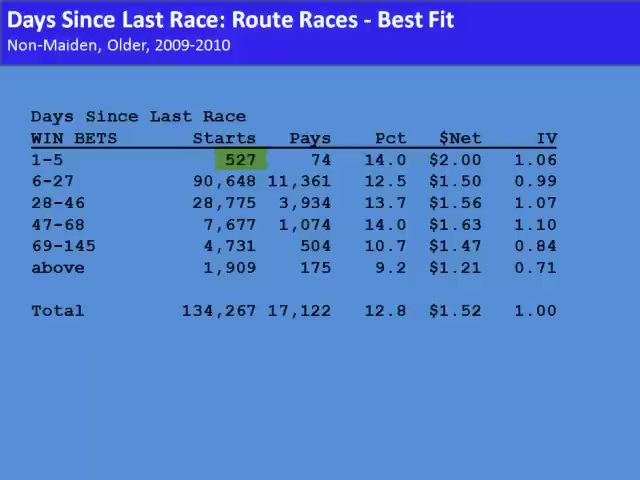 Days Since Last Race: Route Races - Best Fit
Non-Maiden, Older, 2009-2010
Days Since Last Race
WIN BETS Starts Pays Pct $Net IV
1-5 527 74 14.0 $2.00 1.06
6-27 90,648 11,361 12.5 $1.50 0.99
28-46 28,775 3,934 13.7 $1.56 1.07
47-68 7,677 1,074 14.0 $1.63 1.10
69-145 4,731 504 10.7 $1.47 0.84
above 1,909 175 9.2 $1.21 0.71
Total 134,267 17,122 12.8 $1.52 1.00